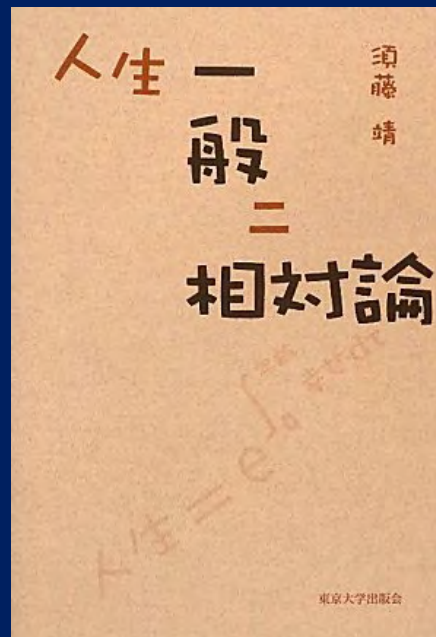 人生一般ニ相対論
須藤 靖
人生=e
東京大学出版会